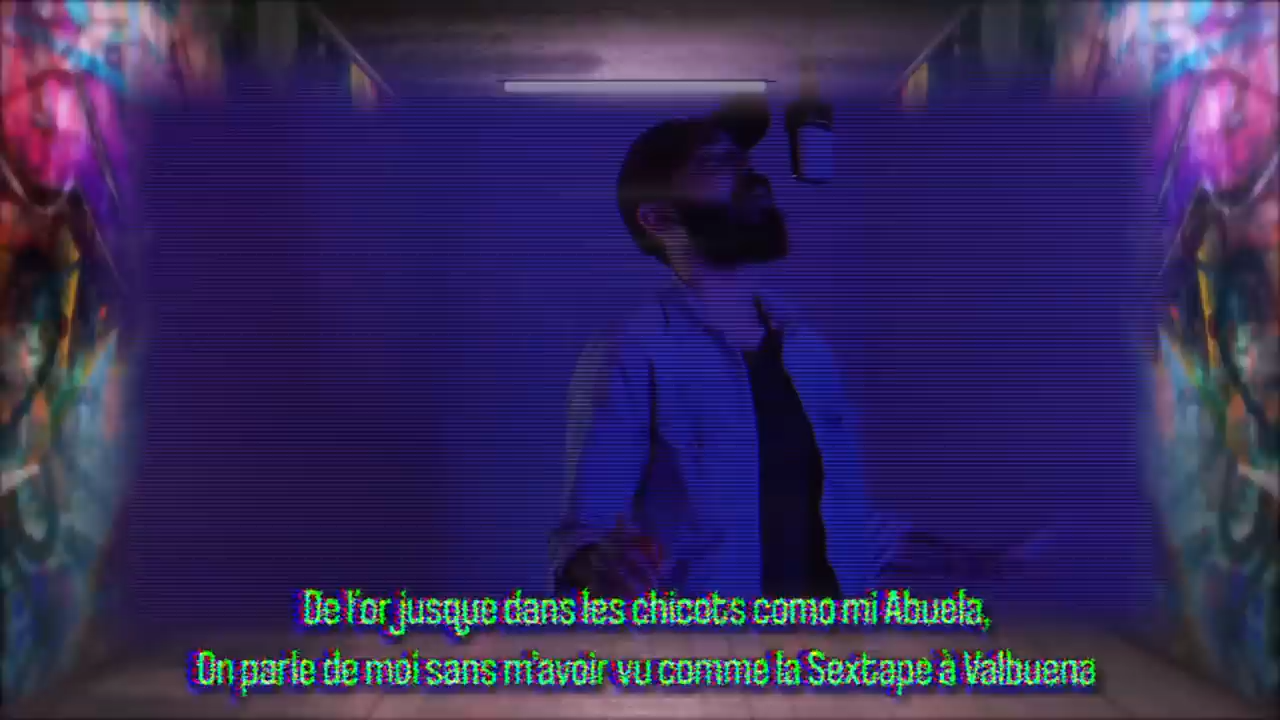 De l'or jusque dans les chicots como mi Abuela,
On parle de moi sans m'avoir vu comme la Sextape à Valbuena